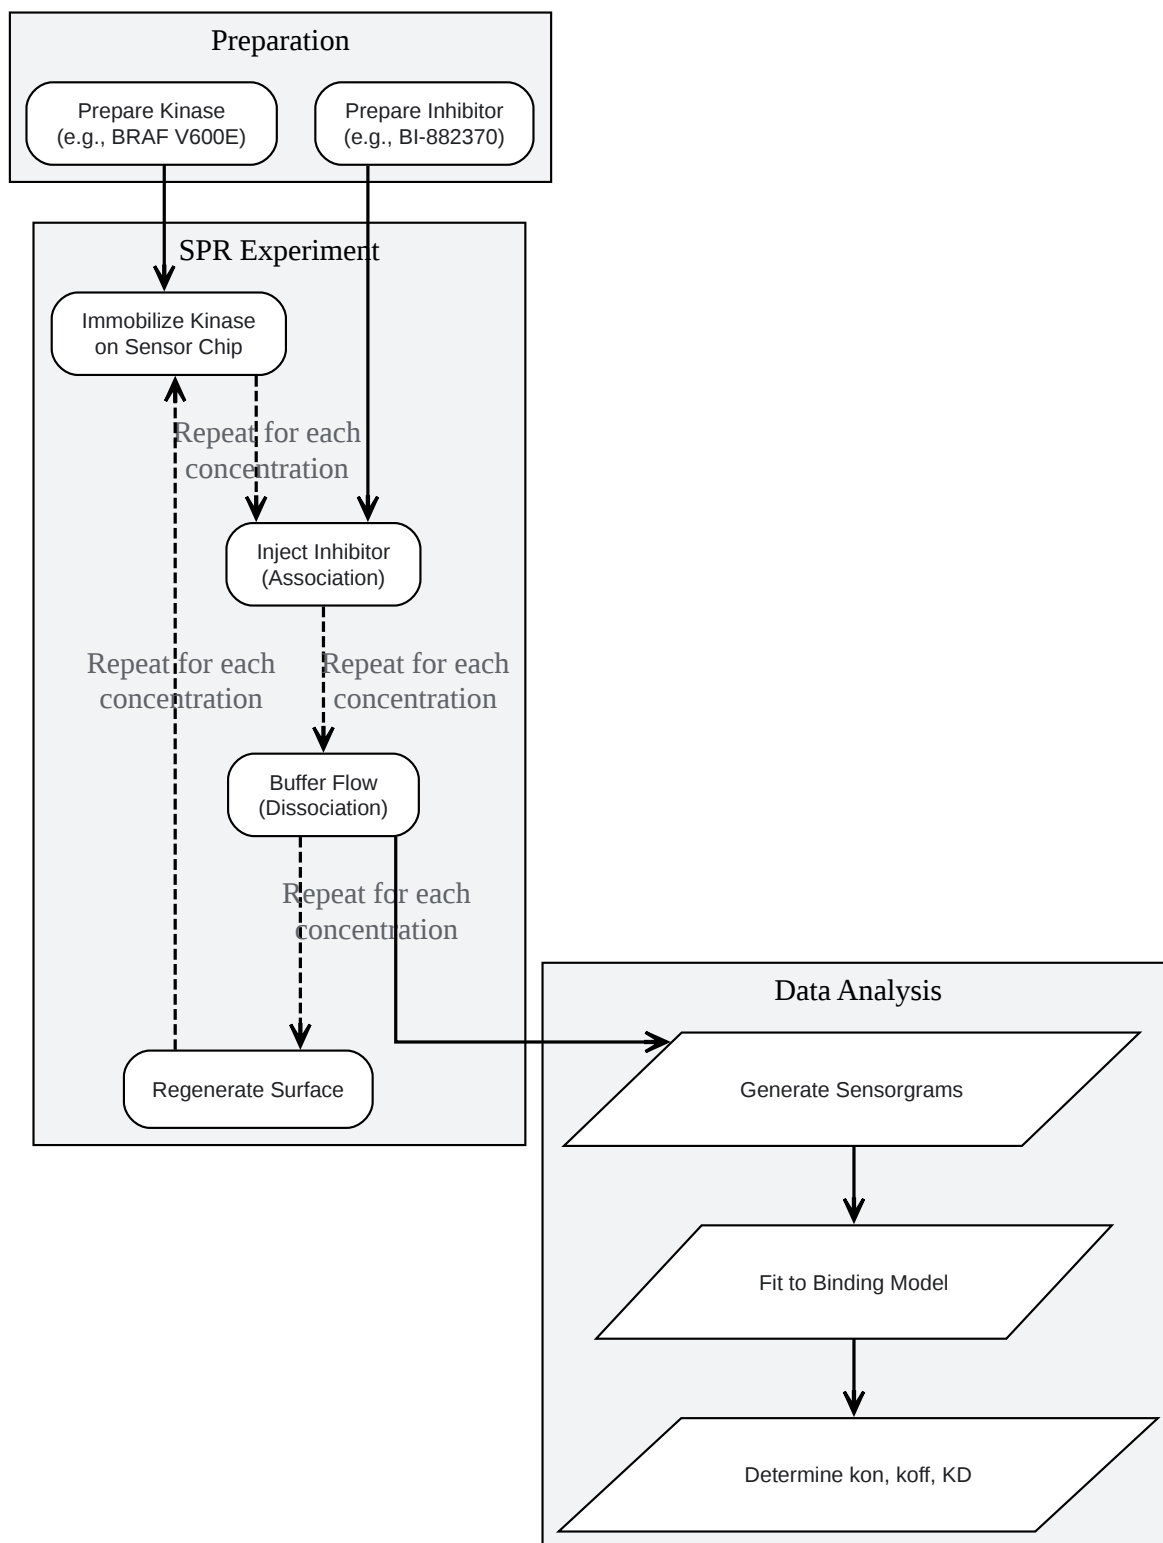 Preparation
Prepare Kinase
(e.g., BRAF V600E)
Prepare Inhibitor
(e.g., BI-882370)
SPR Experiment
Immobilize Kinase
on Sensor Chip
Repeat for each
concentration
Inject Inhibitor
(Association)
Repeat for each
concentration
Repeat for each
concentration
Buffer Flow
(Dissociation)
Repeat for each
concentration
Regenerate Surface
Data Analysis
Generate Sensorgrams
Fit to Binding Model
Determine kon, koff, KD